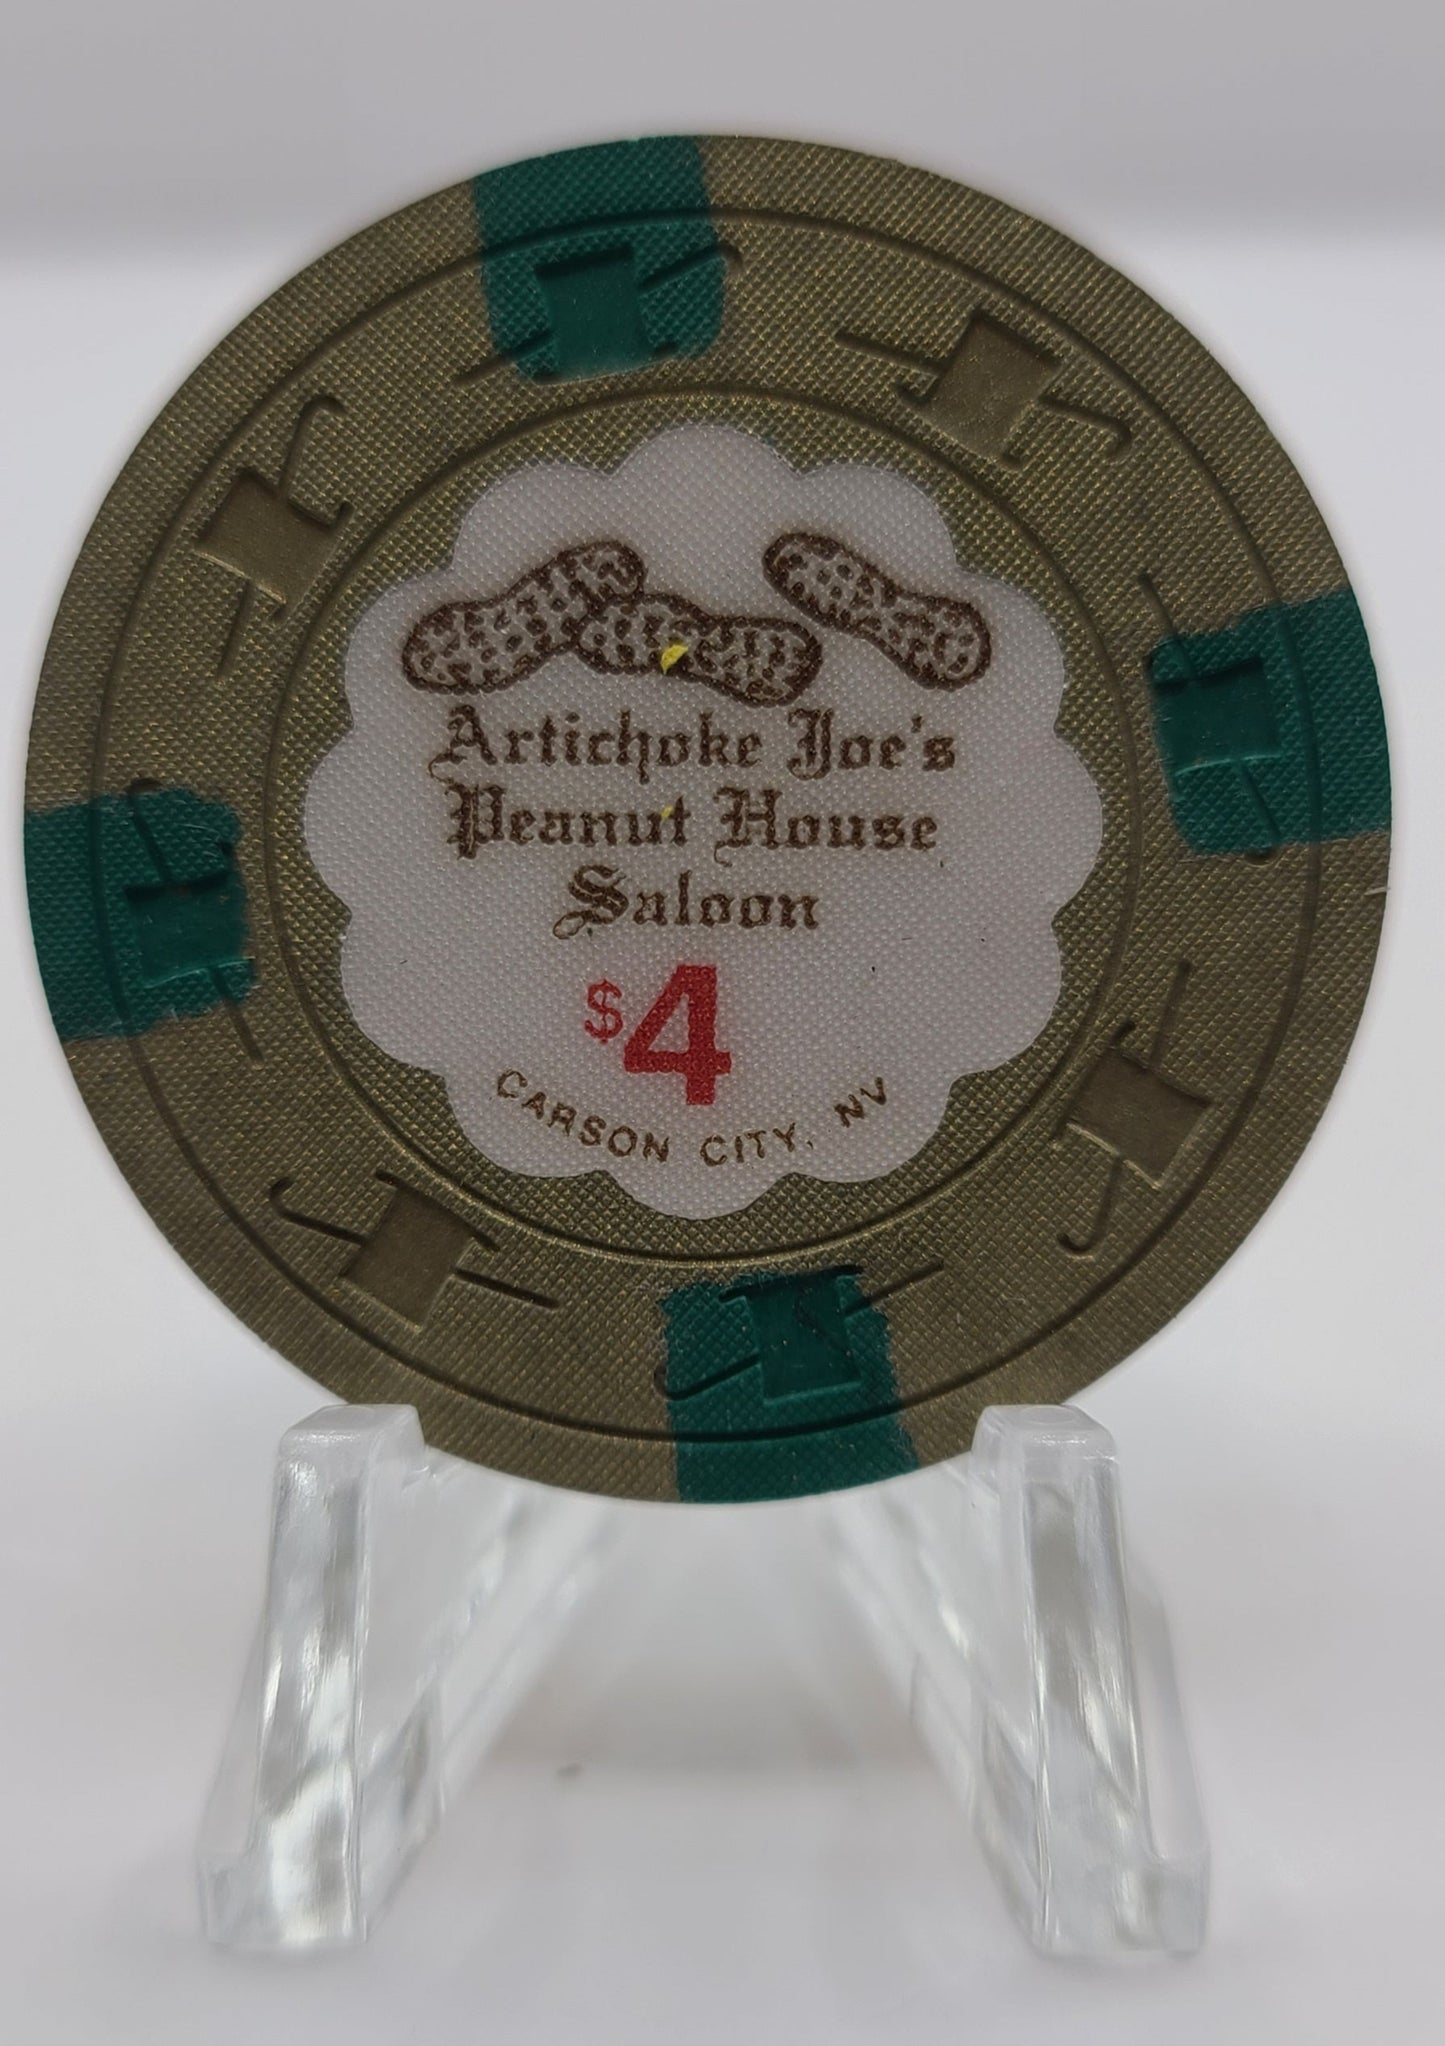 Artichoke Joe's
Peanut House
Saloon
$4
CARSON CITY, NV